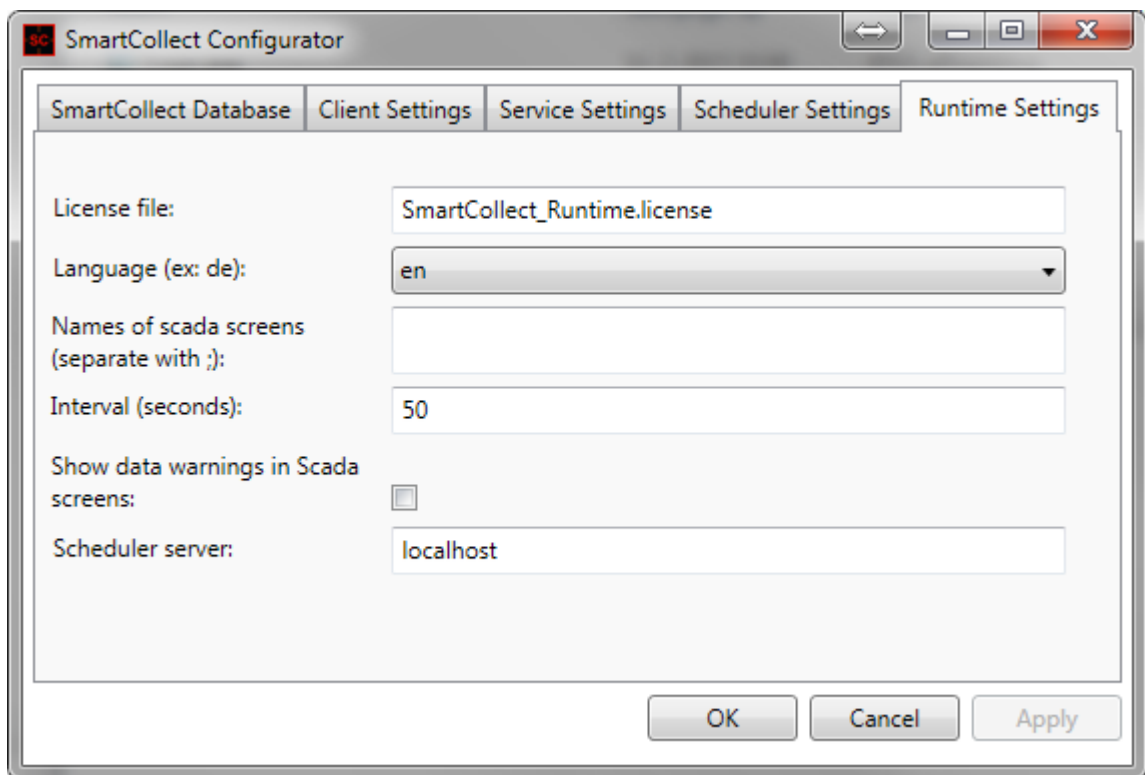 SC SmartCollect Configurator
SmartCollect Database Client Settings Service Settings Scheduler Settings Runtime Settings
License file: SmartCollect_Runtime.license
Language (ex: de): en
Names of scada screens
(separate with ;):
Interval (seconds): 50
Show data warnings in Scada
screens:
Scheduler server: localhost
OK Cancel Apply